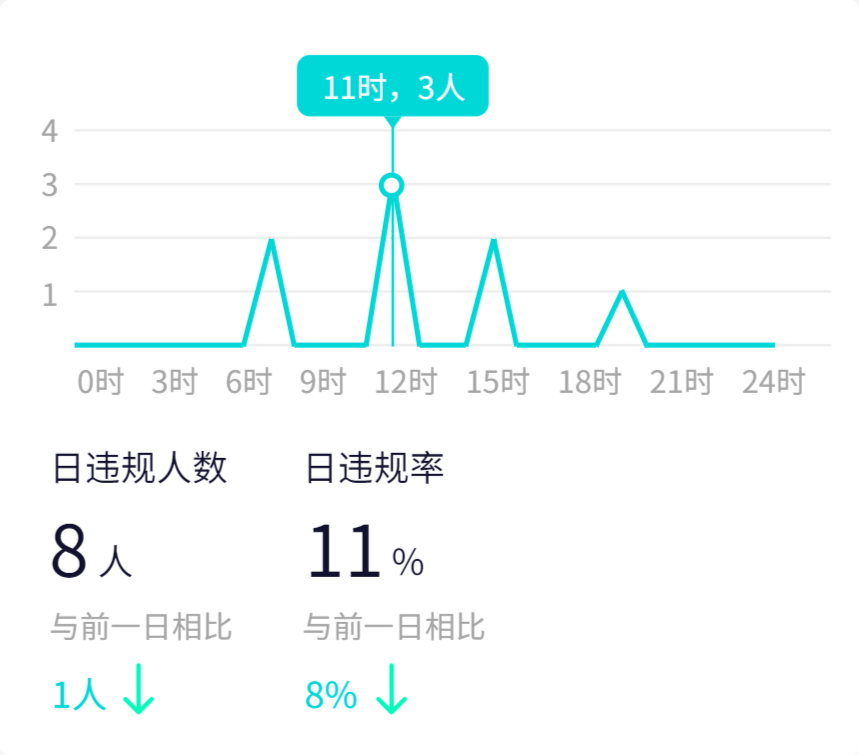 11时，3人
4
3
2
1
0时 3时 6时 9时 12时 15时 18时 21时 24时
日违规人数 日违规率
8人 11%
与前一日相比 与前一日相比
1人 8%